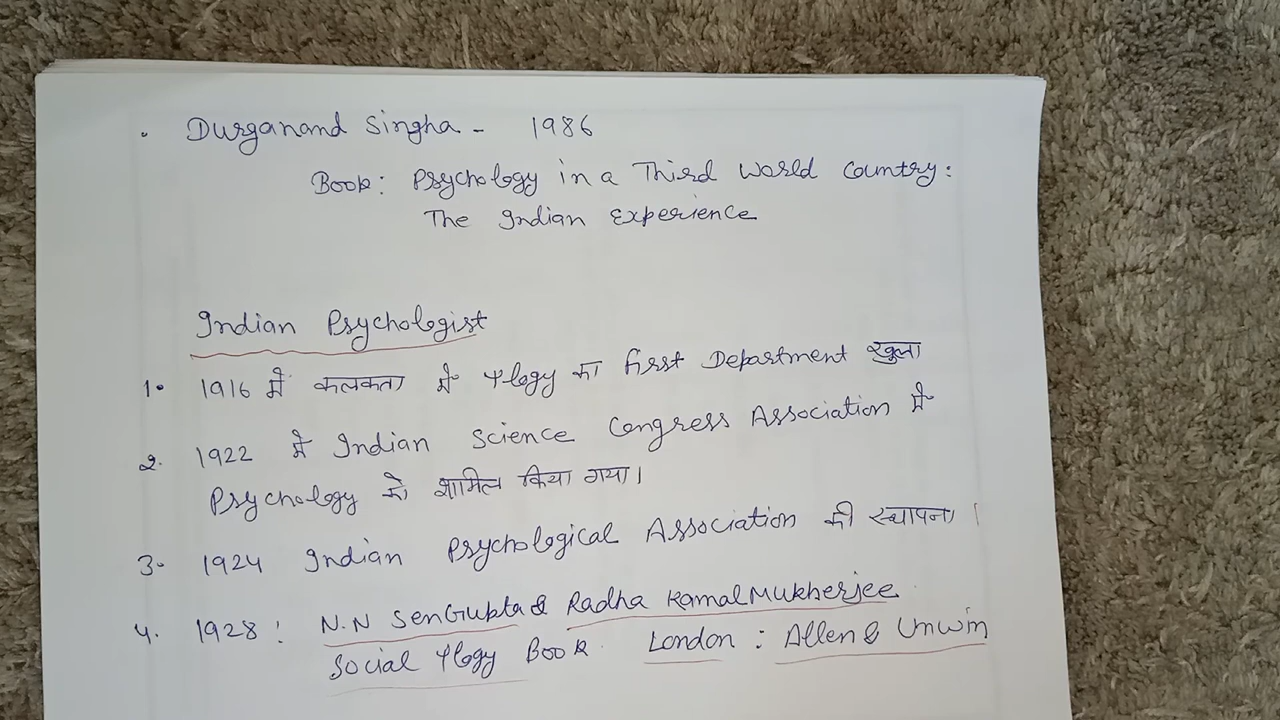 . Durganand Singha - 1986
Book: Psychology in a Third World Country:
The Indian Experience
Indian Psychologist
1. 1916 में कलकता में Ψlogy का first Department खुला
2. 1922 में Indian Science Congress Association में
Psychology को शामिल किया गया।
3. 1924 Indian Psychological Association की स्थापना।
4. 1928: N.N SenGupta & Radha Kamal Mukherjee
Social Ψlogy Book. London: Allen & Unwin